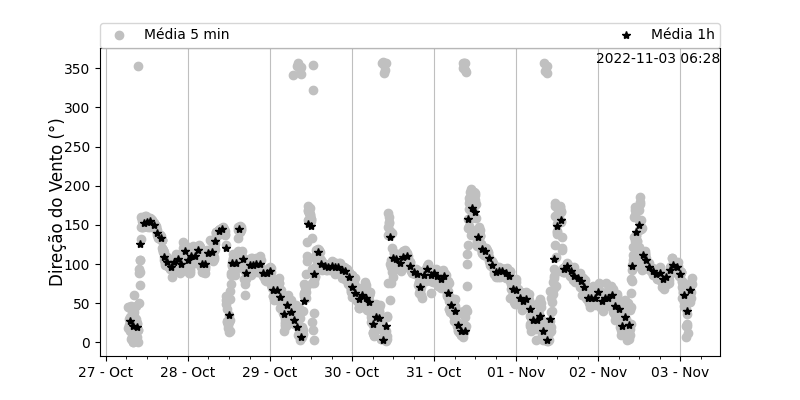 Média 5 min
Média 1h
2022-11-03 06:28
Direção do Vento (°)
350
300
250
200
150
100
50
0
27 - Oct
28 - Oct
29 - Oct
30 - Oct
31 - Oct
01 - Nov
02 - Nov
03 - Nov